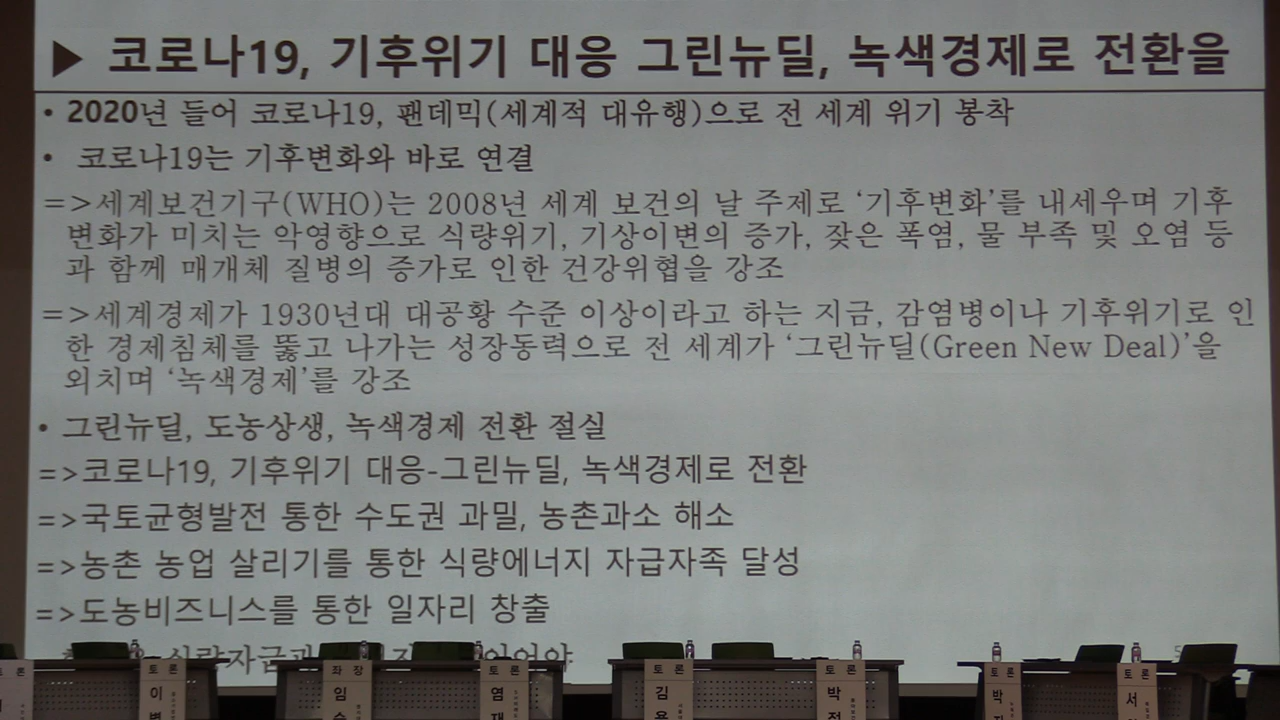 ▶ 코로나19, 기후위기 대응 그린뉴딜, 녹색경제로 전환을
• 2020년 들어 코로나19, 팬데믹(세계적 대유행)으로 전 세계 위기 봉착
• 코로나19는 기후변화와 바로 연결
=>세계보건기구(WHO)는 2008년 세계 보건의 날 주제로 ‘기후변화’를 내세우며 기후
변화가 미치는 악영향으로 식량위기, 기상이변의 증가, 잦은 폭염, 물 부족 및 오염 등
과 함께 매개체 질병의 증가로 인한 건강위협을 강조
=>세계경제가 1930년대 대공황 수준 이상이라고 하는 지금, 감염병이나 기후위기로 인
한 경제침체를 뚫고 나가는 성장동력으로 전 세계가 ‘그린뉴딜(Green New Deal)’을
외치며 ‘녹색경제’를 강조
• 그린뉴딜, 도농상생, 녹색경제 전환 절실
=>코로나19, 기후위기 대응-그린뉴딜, 녹색경제로 전환
=>국토균형발전 통한 수도권 과밀, 농촌과소 해소
=>농촌 농업 살리기를 통한 식량에너지 자급자족 달성
=>도농비즈니스를 통한 일자리 창출
토론 좌장 토론 토론 토론 토론 토론
이 임 염 김 박 박 서